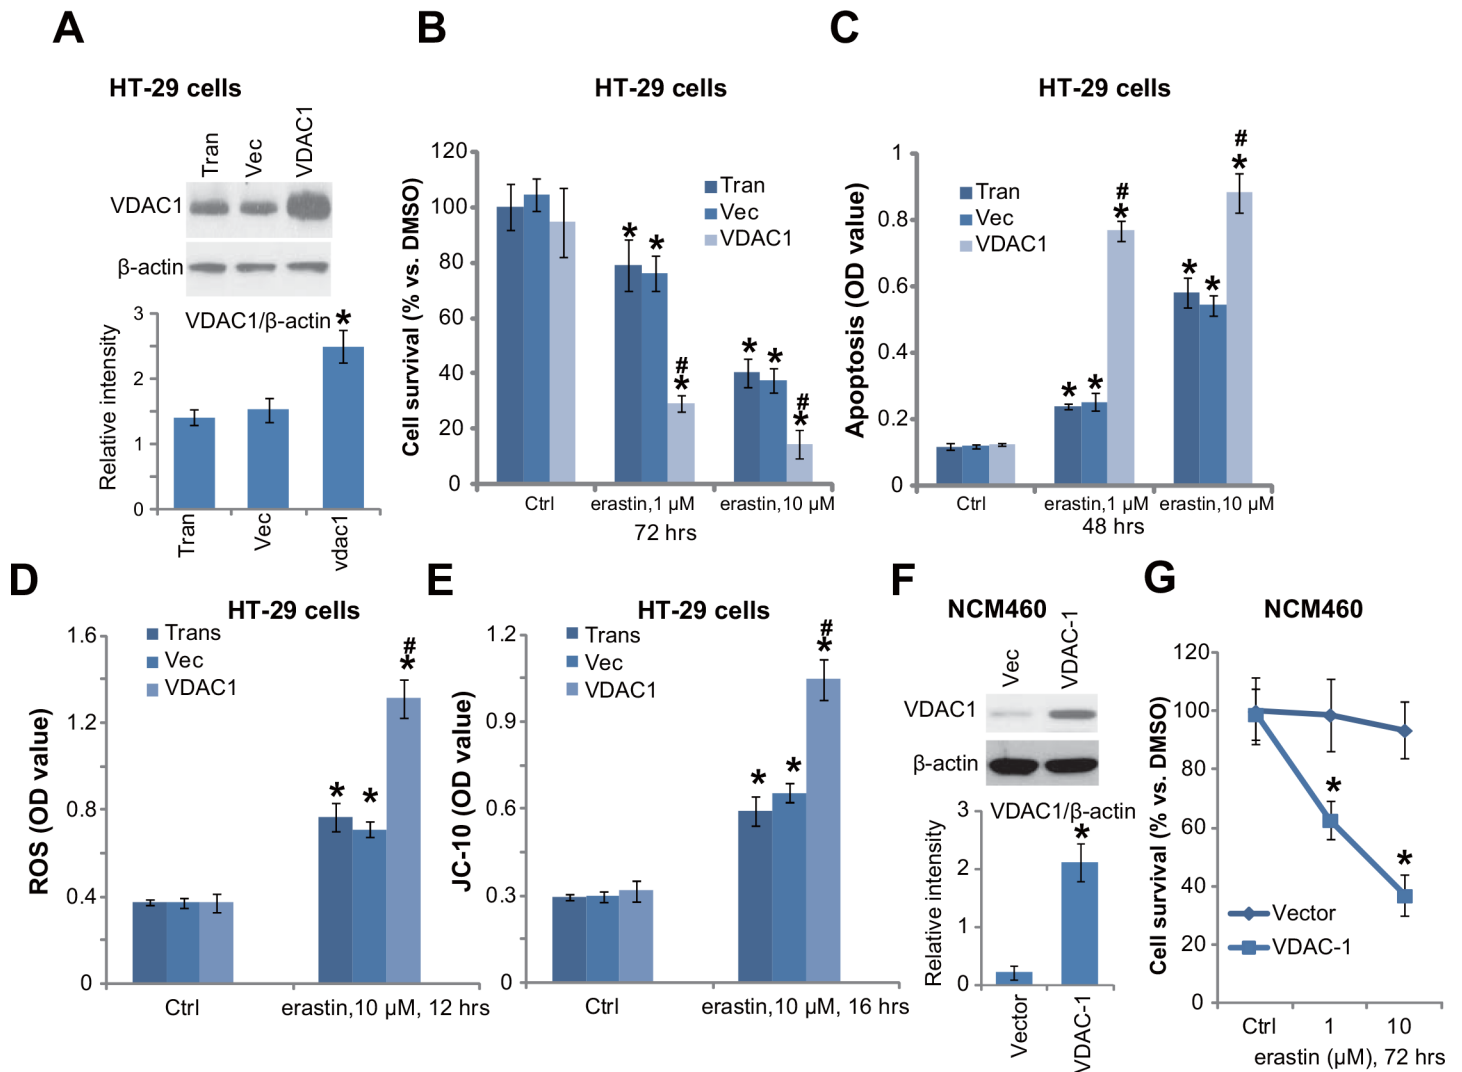 A
HT-29 cells
Tran
Vec
VDAC1
VDAC1
β-actin
VDAC1/β-actin
*
Relative intensity
3
2
1
0
Tran
Vec
vdac1
B
HT-29 cells
Cell survival (% vs. DMSO)
120
100
80
60
40
20
0
Tran
Vec
VDAC1
* *
#
*
* *
#
*
Ctrl
erastin,1 µM
erastin,10 µM
72 hrs
C
HT-29 cells
Apoptosis (OD value)
1
0.8
0.6
0.4
0.2
0
Tran
Vec
VDAC1
* *
#
*
* *
#
*
Ctrl
erastin,1 µM
erastin,10 µM
48 hrs
D
HT-29 cells
ROS (OD value)
1.6
1.2
0.8
0.4
0
Trans
Vec
VDAC1
* *
#
*
Ctrl
erastin,10 µM, 12 hrs
E
HT-29 cells
JC-10 (OD value)
1.2
0.9
0.6
0.3
0
Trans
Vec
VDAC1
* *
#
*
Ctrl
erastin,10 µM, 16 hrs
F
NCM460
Vec
VDAC-1
VDAC1
β-actin
VDAC1/β-actin
*
Relative intensity
3
2
1
0
Vector
VDAC-1
G
NCM460
Cell survival (% vs. DMSO)
120
100
80
60
40
20
0
*
*
Vector
VDAC-1
Ctrl
1
10
erastin (µM), 72 hrs